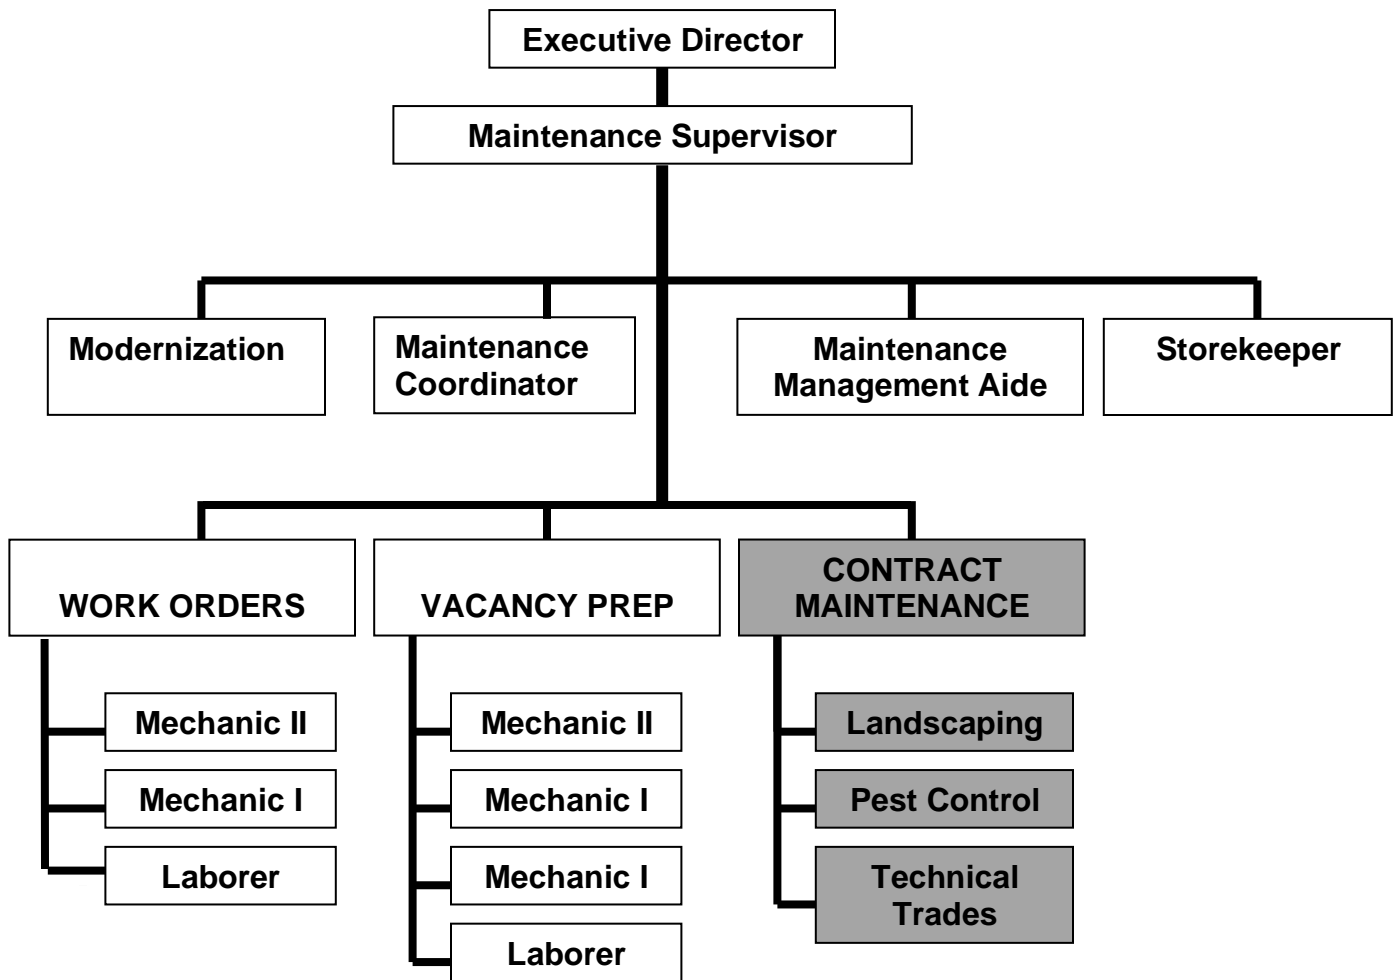 Executive Director
Maintenance Supervisor
Modernization
Maintenance
Coordinator
Maintenance
Management Aide
Storekeeper
WORK ORDERS
Mechanic II
Mechanic I
Laborer
VACANCY PREP
Mechanic II
Mechanic I
Mechanic I
Laborer
CONTRACT
MAINTENANCE
Landscaping
Pest Control
Technical
Trades